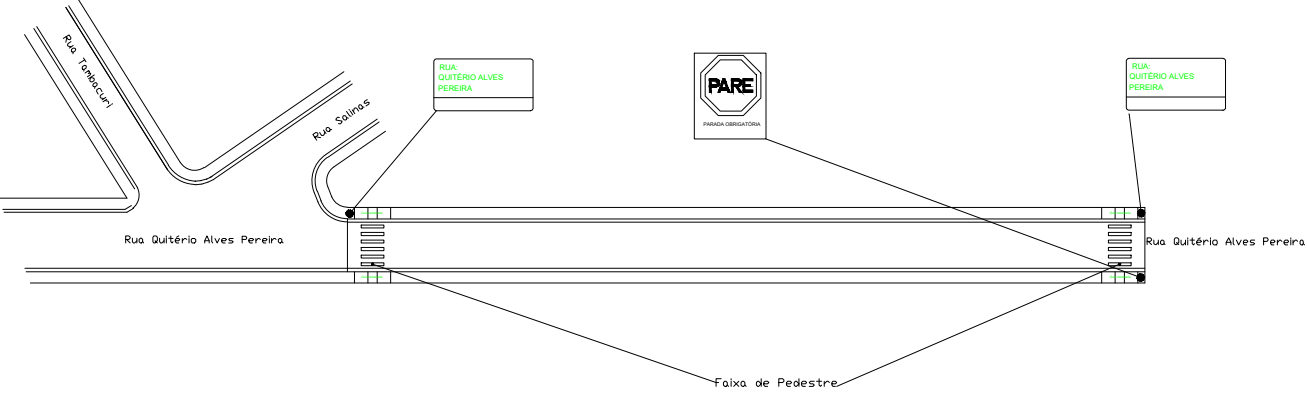 Rua Tambacuri
Rua Salinas
RUA:
QUITÉRIO ALVES
PEREIRA
PARE
PARADA OBRIGATÓRIA
RUA:
QUITÉRIO ALVES
PEREIRA
Rua Quitério Alves Pereira
Rua Quitério Alves Pereira
Faixa de Pedestre